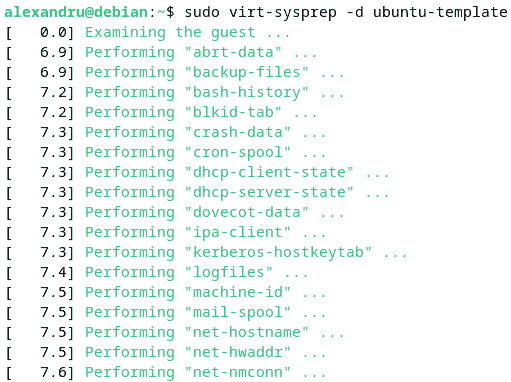 alexandru@debian:~$ sudo virt-sysprep -d ubuntu-template
[   0.0] Examining the guest ...
[   6.9] Performing "abrt-data" ...
[   6.9] Performing "backup-files" ...
[   7.2] Performing "bash-history" ...
[   7.2] Performing "blkid-tab" ...
[   7.3] Performing "crash-data" ...
[   7.3] Performing "cron-spool" ...
[   7.3] Performing "dhcp-client-state" ...
[   7.3] Performing "dhcp-server-state" ...
[   7.3] Performing "dovecot-data" ...
[   7.3] Performing "ipa-client" ...
[   7.3] Performing "kerberos-hostkeytab" ...
[   7.4] Performing "logfiles" ...
[   7.5] Performing "machine-id" ...
[   7.5] Performing "mail-spool" ...
[   7.5] Performing "net-hostname" ...
[   7.5] Performing "net-hwaddr" ...
[   7.6] Performing "net-nmconn" ...